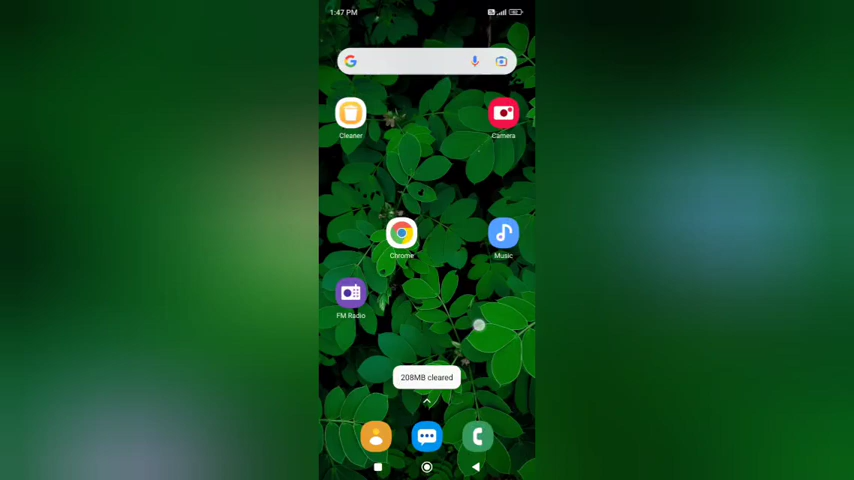 1:47 PM
Cleaner
Camera
Chrome
Music
FM Radio
208MB cleared